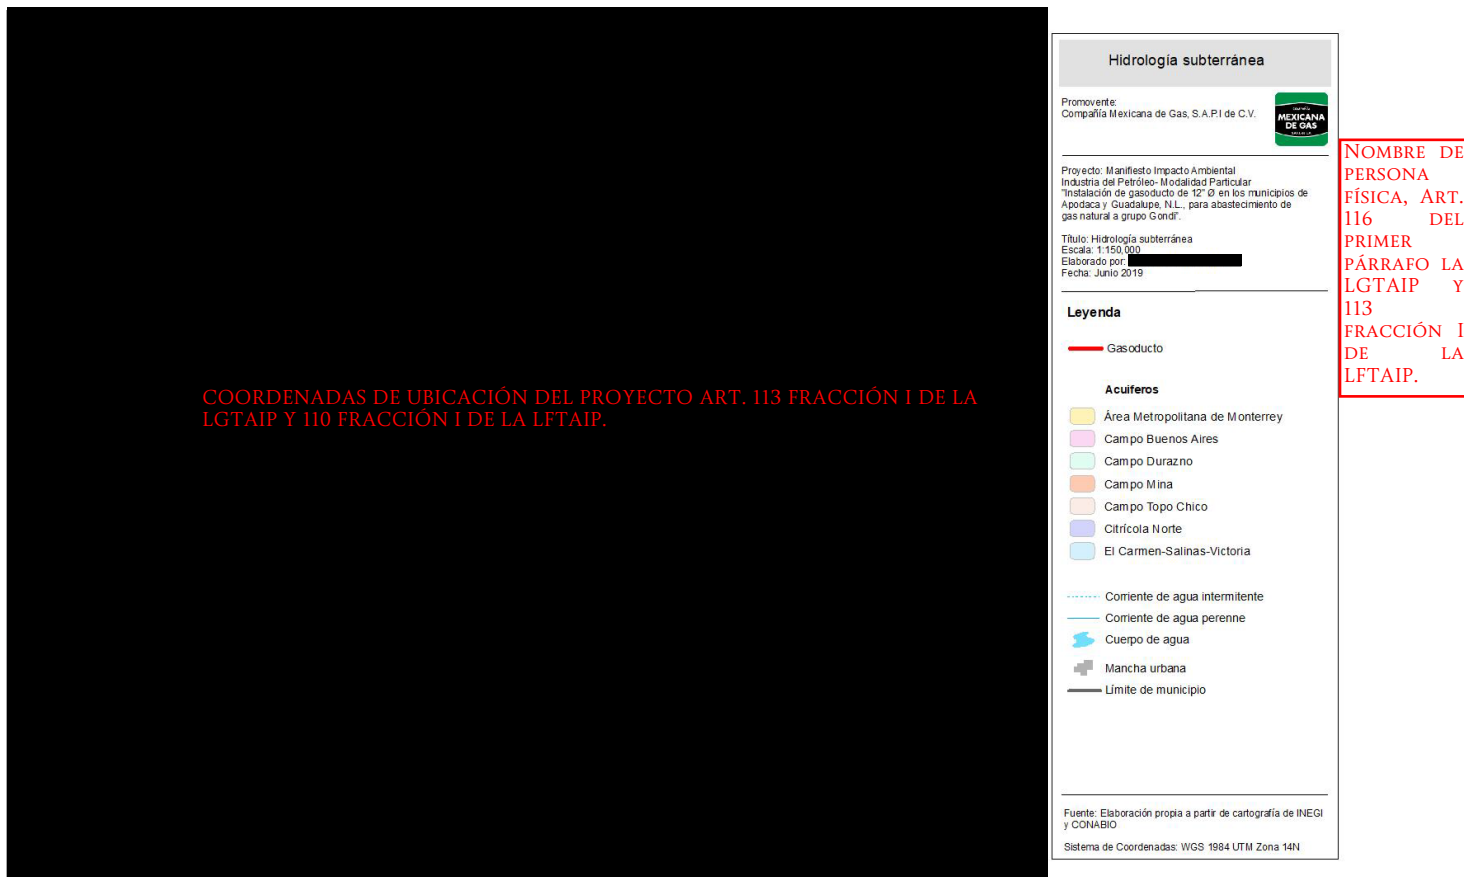 COORDENADAS DE UBICACIÓN DEL PROYECTO ART. 113 FRACCIÓN I DE LA
LGTAIP Y 110 FRACCIÓN I DE LA LFTAIP.
Hidrología subterránea
Promovente:
Compañía Mexicana de Gas, S.A.P.I de C.V.
MEXICANA
DE GAS
Proyecto: Manifiesto Impacto Ambiental
Industria del Petróleo- Modalidad Particular
"Instalación de gasoducto de 12" Ø en los municipios de
Apodaca y Guadalupe, N.L., para abastecimiento de
gas natural a grupo Gondi".
Título: Hidrología subterránea
Escala: 1:150,000
Elaborado por:
Fecha: Junio 2019
Leyenda
Gasoducto
Acuiferos
Área Metropolitana de Monterrey
Campo Buenos Aires
Campo Durazno
Campo Mina
Campo Topo Chico
Citrícola Norte
El Carmen-Salinas-Victoria
Corriente de agua intermitente
Corriente de agua perenne
Cuerpo de agua
Mancha urbana
Límite de municipio
Fuente: Elaboración propia a partir de cartografía de INEGI
y CONABIO
Sistema de Coordenadas: WGS 1984 UTM Zona 14N
NOMBRE DE
PERSONA
FÍSICA, ART.
116 DEL
PRIMER
PÁRRAFO LA
LGTAIP Y
113
FRACCIÓN I
DE LA
LFTAIP.